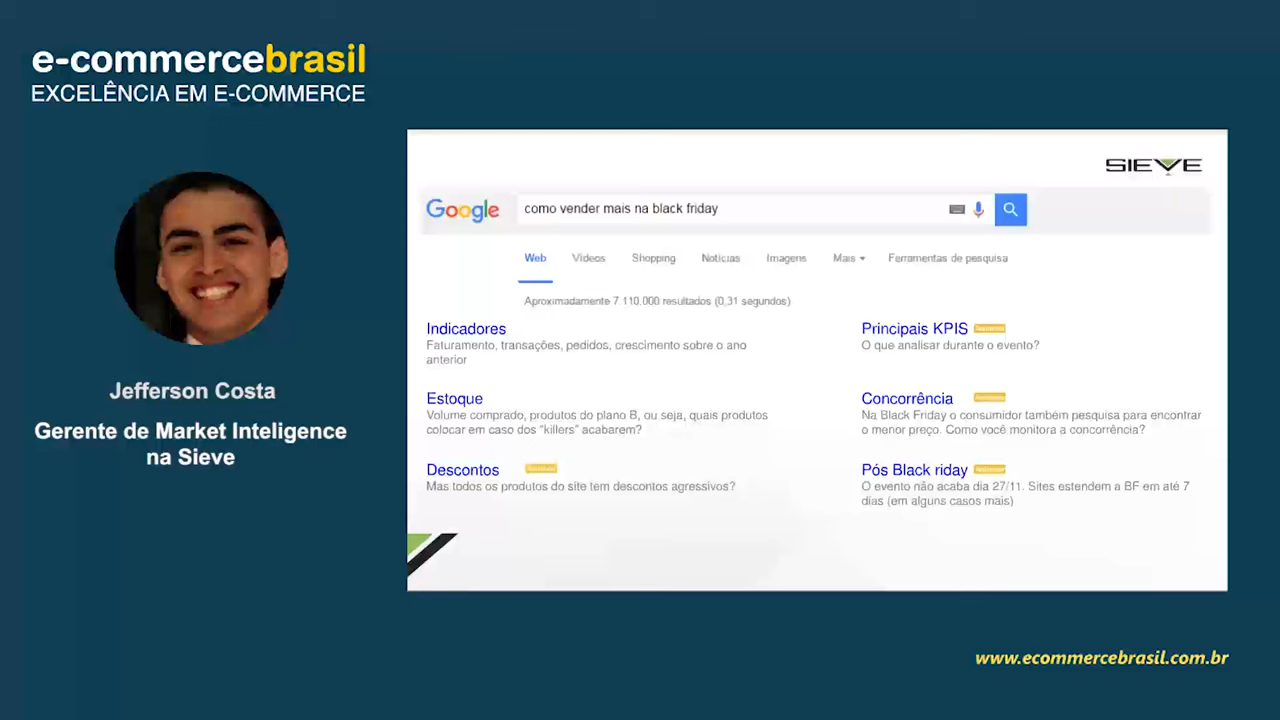 e-commercebrasil
EXCELÊNCIA EM E-COMMERCE
Jefferson Costa
Gerente de Market Inteligence
na Sieve
SIEVE
Google
como vender mais na black friday
Web Videos Shopping Notícias Imagens Mais Ferramentas de pesquisa
Aproximadamente 7 110.000 resultados (0,31 segundos)
Indicadores
Faturamento, transações, pedidos, crescimento sobre o ano
anterior
Estoque
Volume comprado, produtos do plano B, ou seja, quais produtos
colocar em caso dos “killers” acabarem?
Descontos
Mas todos os produtos do site tem descontos agressivos?
Principais KPIS
O que analisar durante o evento?
Concorrência
Na Black Friday o consumidor também pesquisa para encontrar
o menor preço. Como você monitora a concorrência?
Pós Black riday
O evento não acaba dia 27/11. Sites estendem a BF em até 7
dias (em alguns casos mais)
www.ecommercebrasil.com.br